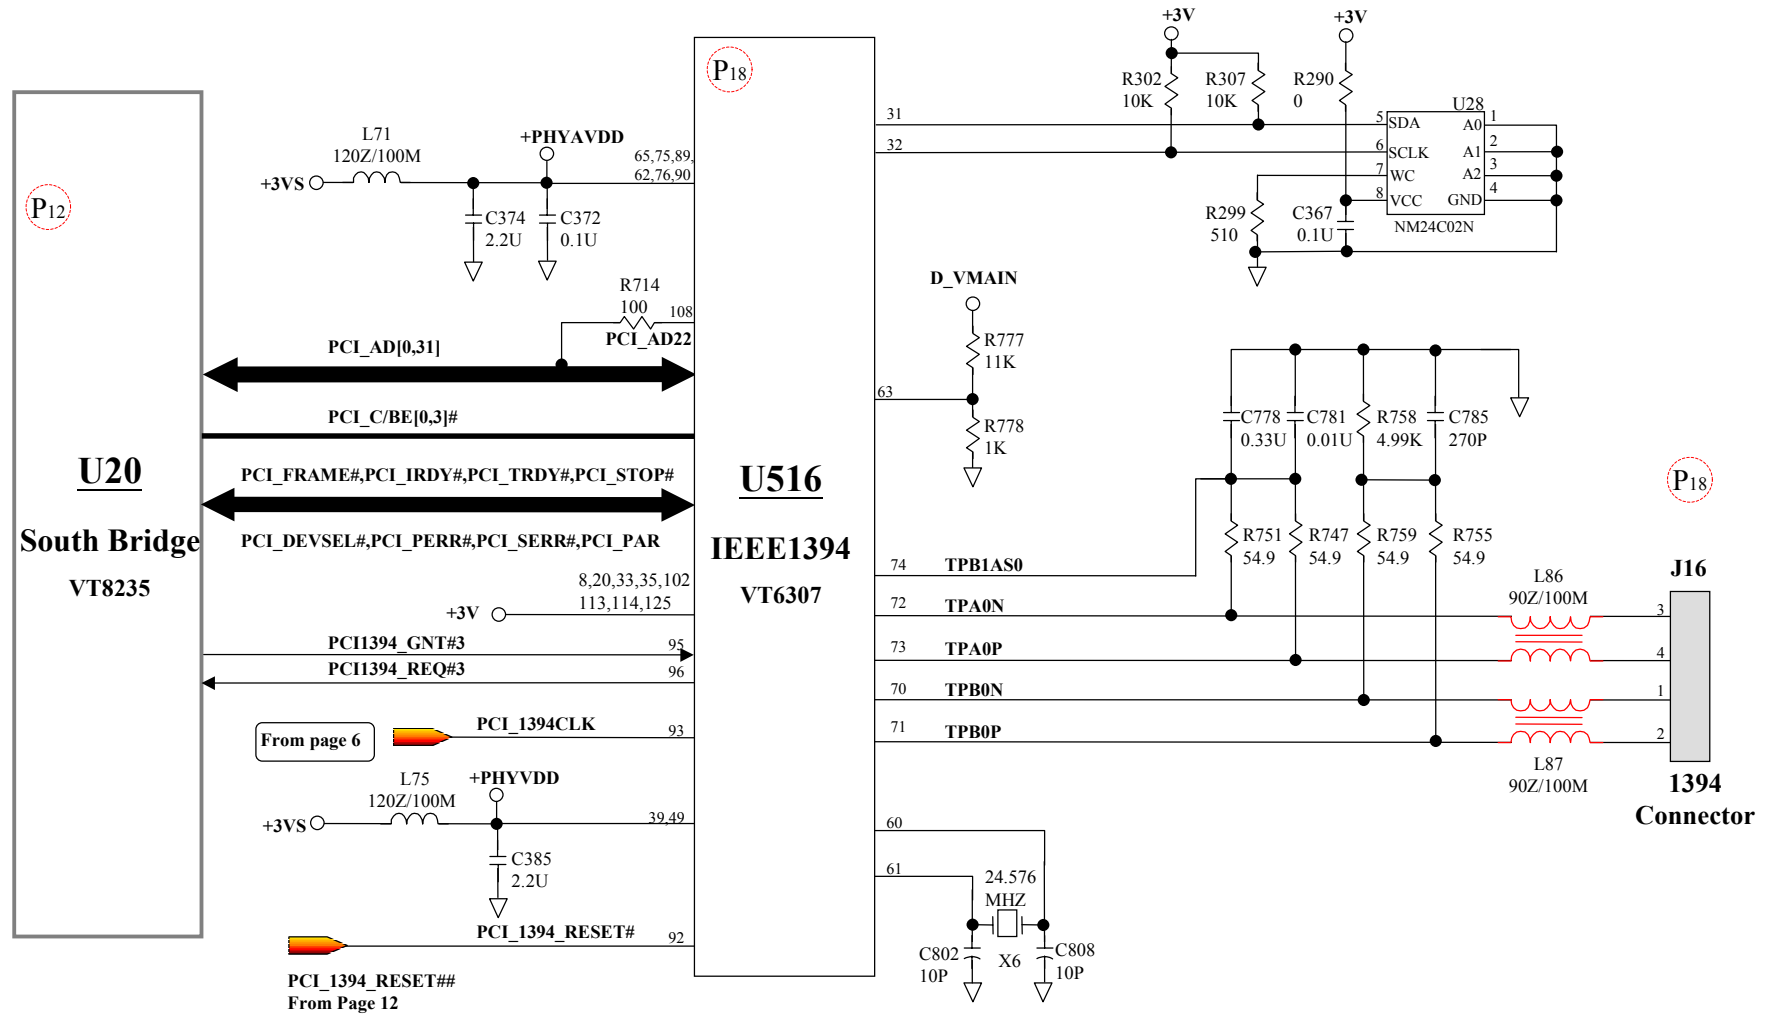 P12
U20
South Bridge
VT8235
L71
120Z/100M
+3VS
+PHYAVDD
65,75,89,
62,76,90
C374
2.2U
C372
0.1U
R714
100
108
PCI_AD22
PCI_AD[0,31]
PCI_C/BE[0,3]#
PCI_FRAME#,PCI_IRDY#,PCI_TRDY#,PCI_STOP#
PCI_DEVSEL#,PCI_PERR#,PCI_SERR#,PCI_PAR
8,20,33,35,102
113,114,125
+3V
PCI1394_GNT#3
95
PCI1394_REQ#3
96
From page 6
PCI_1394CLK
93
L75
120Z/100M
+PHYVDD
+3VS
39,49
C385
2.2U
PCI_1394_RESET#
92
PCI_1394_RESET##
From Page 12
P18
U516
IEEE1394
VT6307
31
32
+3V
R302
10K
R307
10K
+3V
R290
0
U28
5
SDA
6
SCLK
7
WC
8
VCC
A0
1
A1
2
A2
3
GND
4
NM24C02N
R299
510
C367
0.1U
D_VMAIN
R777
11K
63
R778
1K
C778
0.33U
C781
0.01U
R758
4.99K
C785
270P
R751
54.9
R747
54.9
R759
54.9
R755
54.9
74
TPB1AS0
72
TPA0N
73
TPA0P
70
TPB0N
71
TPB0P
L86
90Z/100M
L87
90Z/100M
P18
J16
3
4
1
2
1394
Connector
60
61
24.576
MHZ
X6
C802
10P
C808
10P